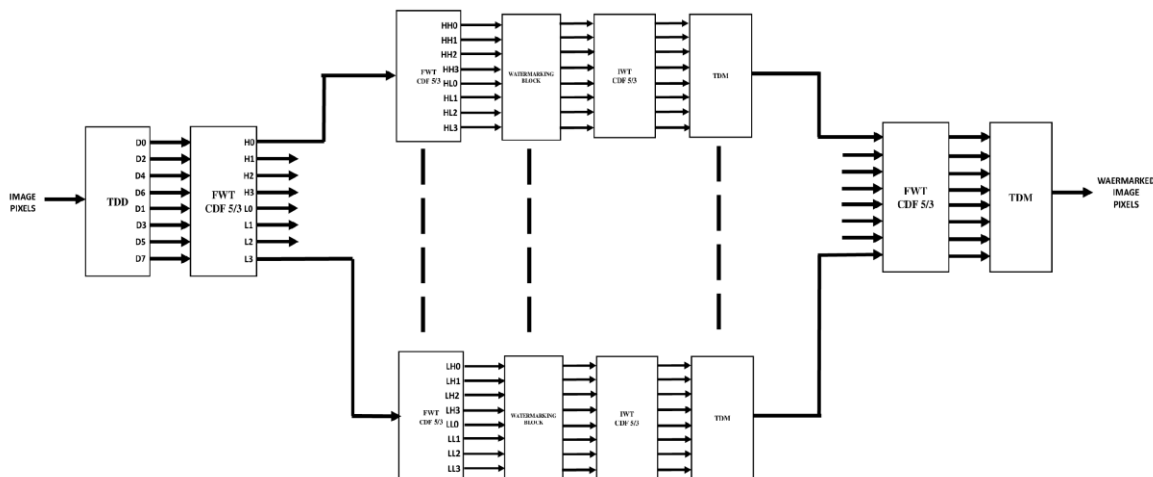 IMAGE
PIXELS
TDD
D0
D2
D4
D6
D1
D3
D5
D7
FWT
CDF 5/3
H0
H1
H2
H3
L0
L1
L2
L3
FWT
CDF 5/3
HH0
HH1
HH2
HH3
HL0
HL1
HL2
HL3
WATERMARKING
BLOCK
IWT
CDF 5/3
TDM
FWT
CDF 5/3
LH0
LH1
LH2
LH3
LL0
LL1
LL2
LL3
WATERMARKING
BLOCK
IWT
CDF 5/3
TDM
FWT
CDF 5/3
TDM
WAERMARKED
IMAGE
PIXELS